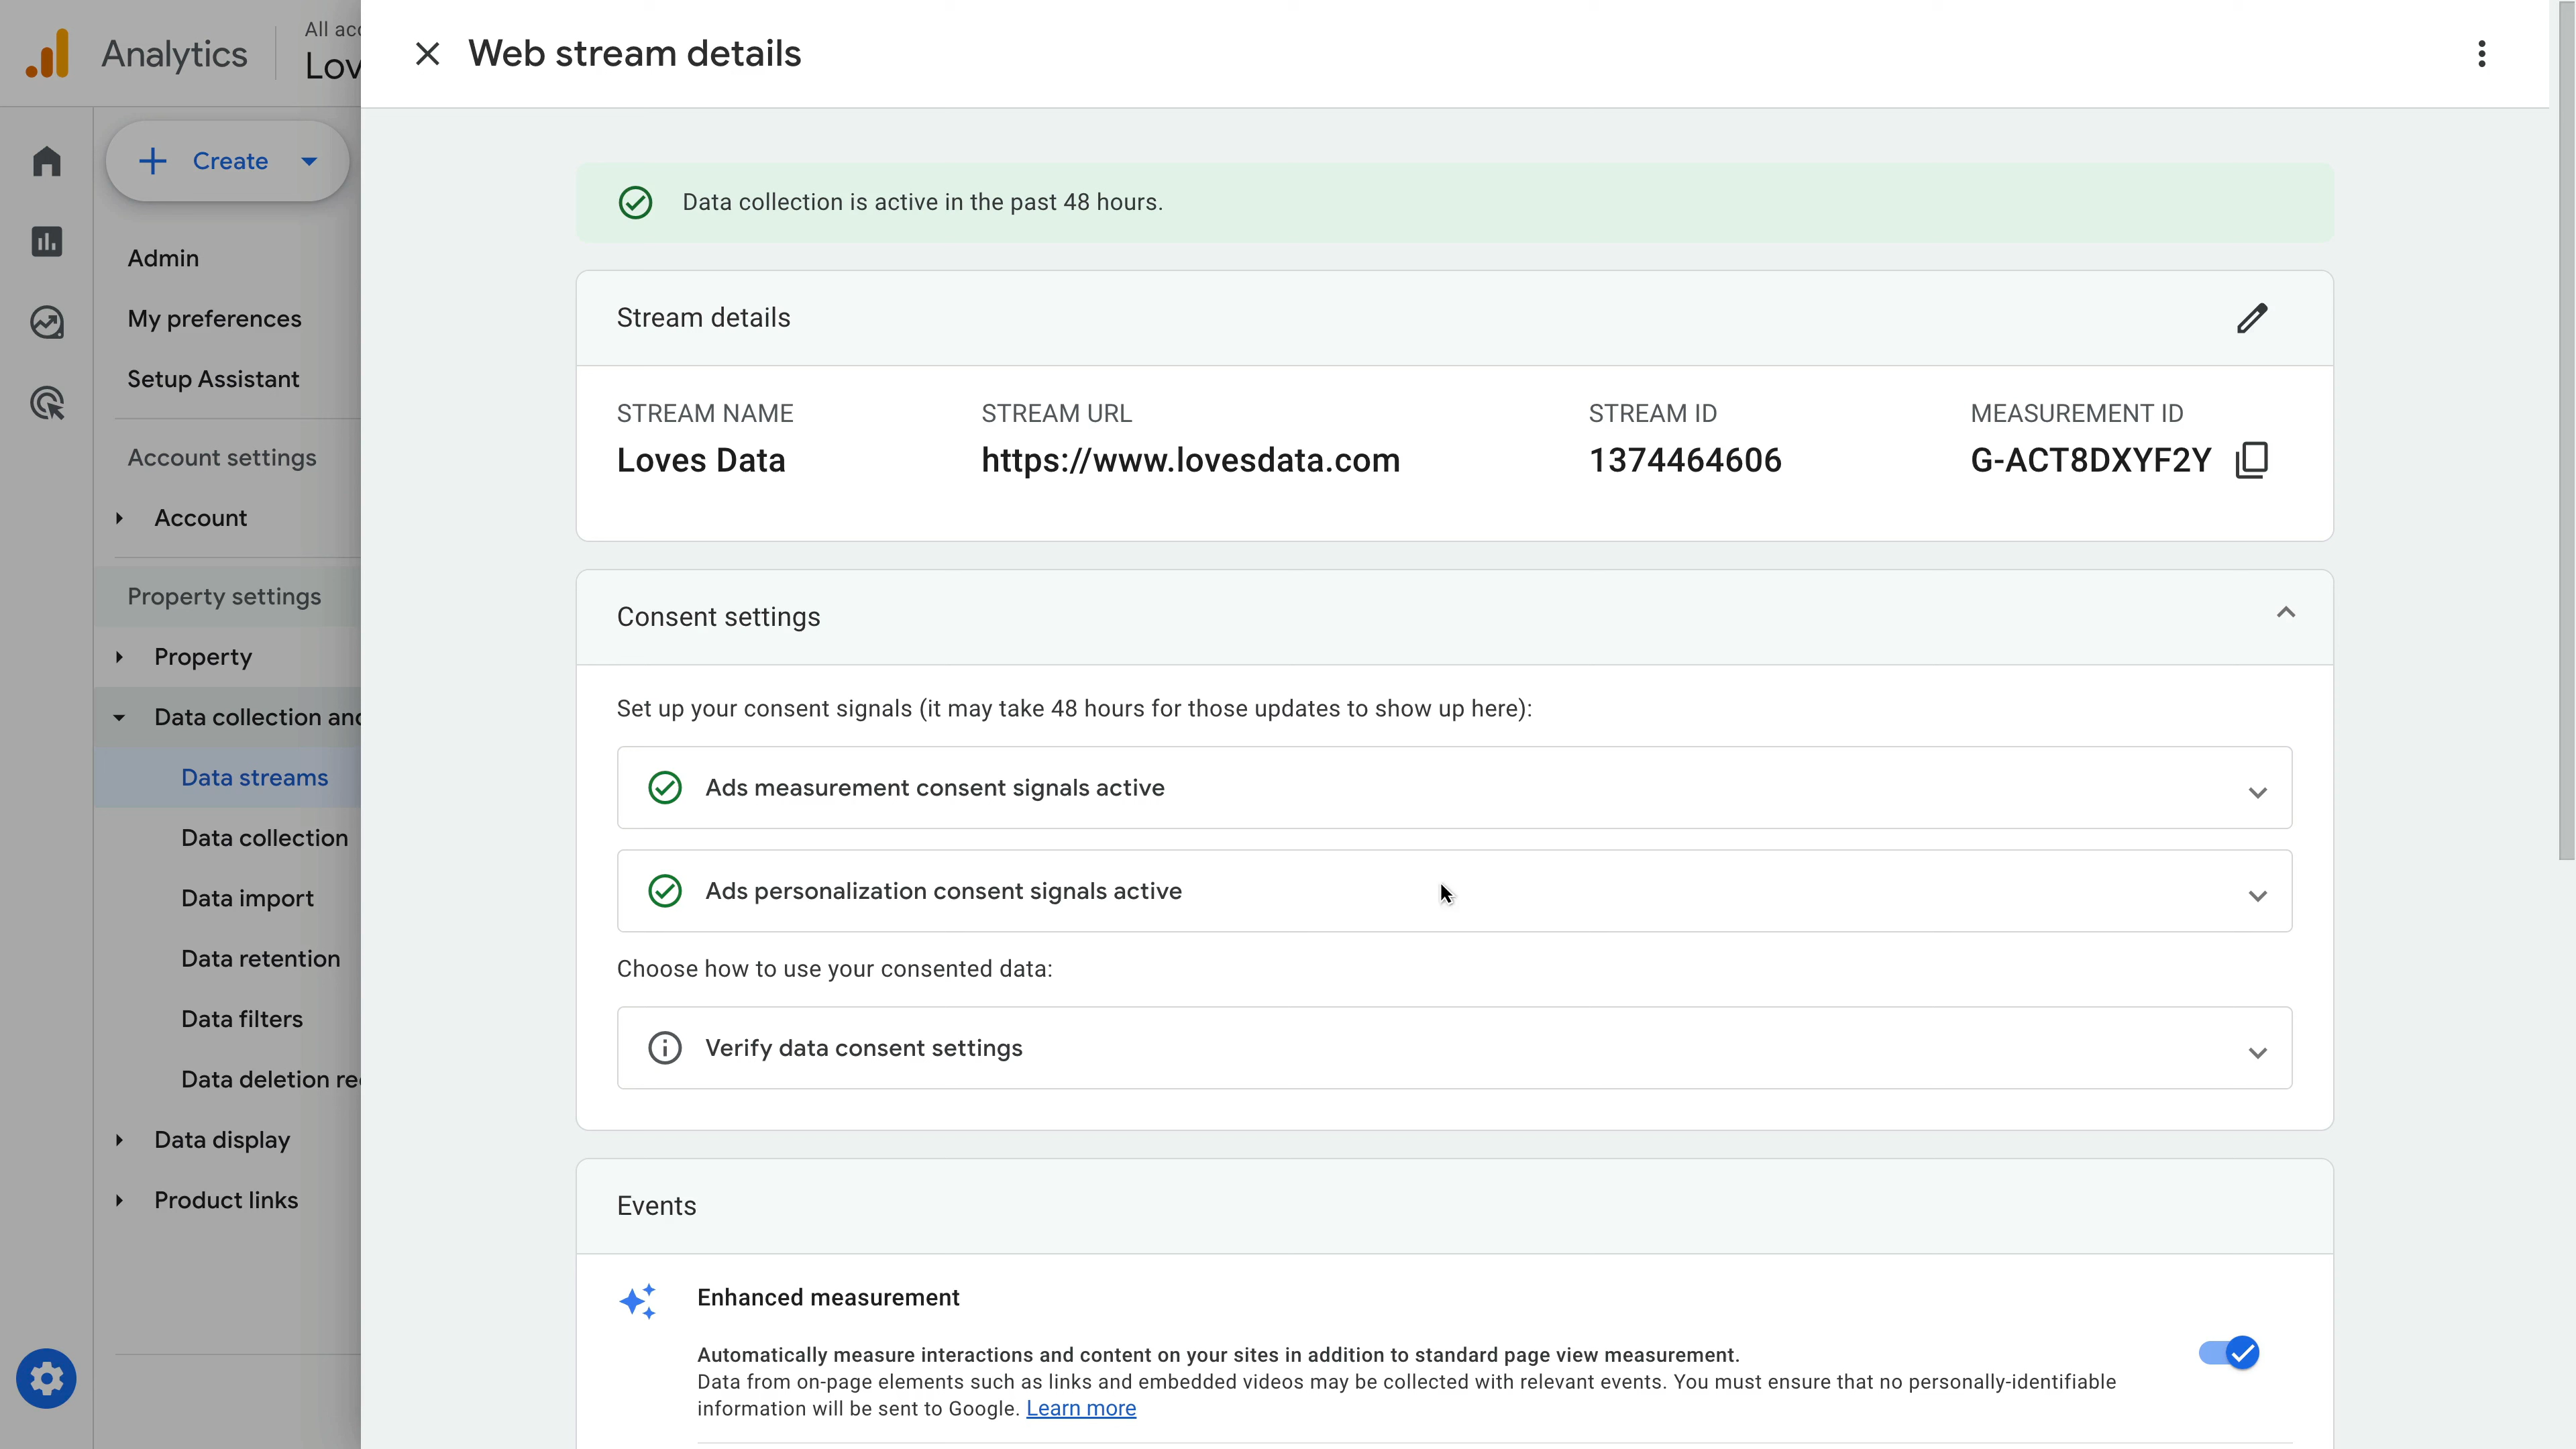 Analytics
All acc
Lov
Create
Admin
My preferences
Setup Assistant
Account settings
Account
Property settings
Property
Data collection and
Data streams
Data collection
Data import
Data retention
Data filters
Data deletion re
Data display
Product links
Web stream details
Data collection is active in the past 48 hours.
Stream details
STREAM NAME
Loves Data
STREAM URL
https://www.lovesdata.com
STREAM ID
1374464606
MEASUREMENT ID
G-ACT8DXYF2Y
Consent settings
Set up your consent signals (it may take 48 hours for those updates to show up here):
Ads measurement consent signals active
Ads personalization consent signals active
Choose how to use your consented data:
Verify data consent settings
Events
Enhanced measurement
Automatically measure interactions and content on your sites in addition to standard page view measurement.
Data from on-page elements such as links and embedded videos may be collected with relevant events. You must ensure that no personally-identifiable
information will be sent to Google. Learn more